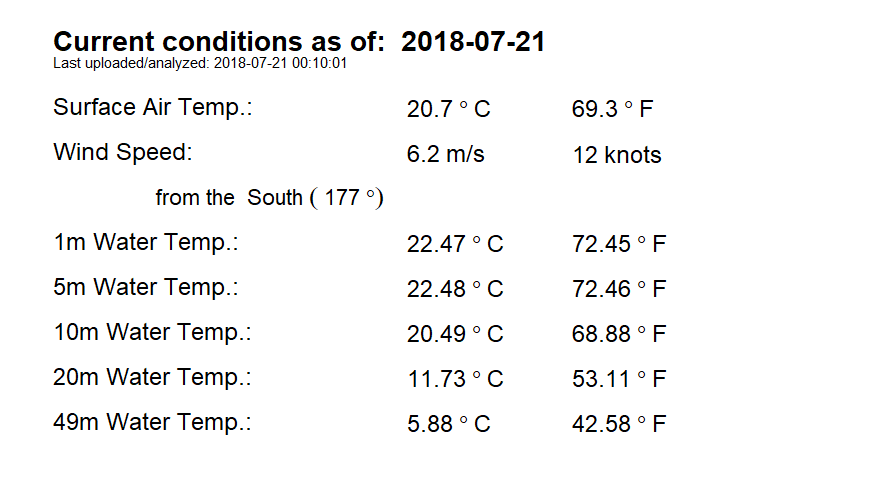 Current conditions as of: 2018-07-21
Last uploaded/analyzed: 2018-07-21 00:10:01
Surface Air Temp.: 20.7 ° C 69.3 ° F
Wind Speed: 6.2 m/s 12 knots
from the South ( 177 °)
1m Water Temp.: 22.47 ° C 72.45 ° F
5m Water Temp.: 22.48 ° C 72.46 ° F
10m Water Temp.: 20.49 ° C 68.88 ° F
20m Water Temp.: 11.73 ° C 53.11 ° F
49m Water Temp.: 5.88 ° C 42.58 ° F